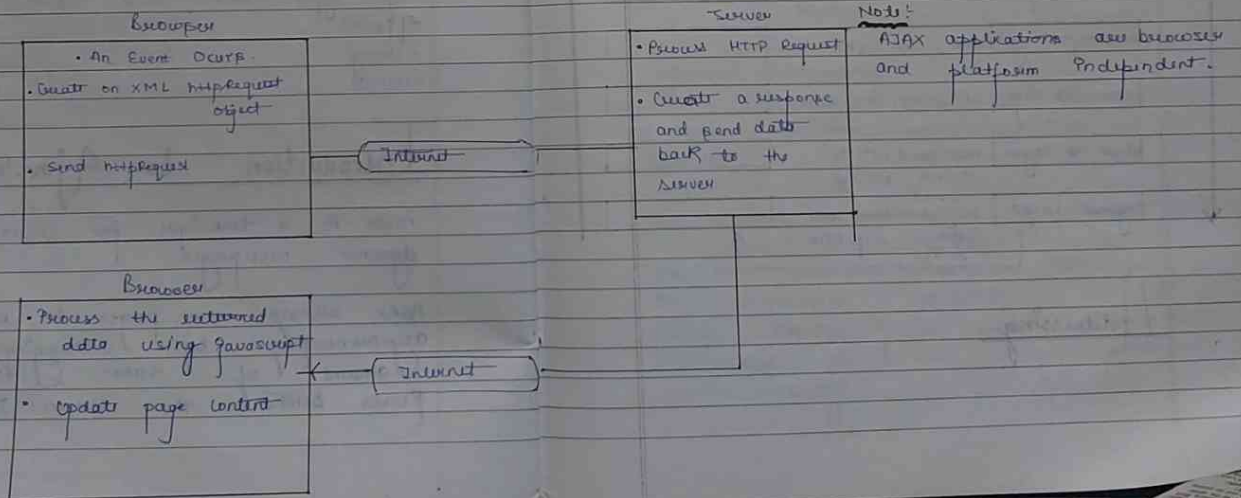 Browser
• An Event Ocurs.
• Create on XML httpRequest
object
• Send httpRequest
Internet
Server
• Process HTTP Request
• Create a response
and send data
back to the
server
Note:
AJAX applications are browser
and platform Independent.
Browser
• Process the returned
data using Javascript
• Update page content
Internet